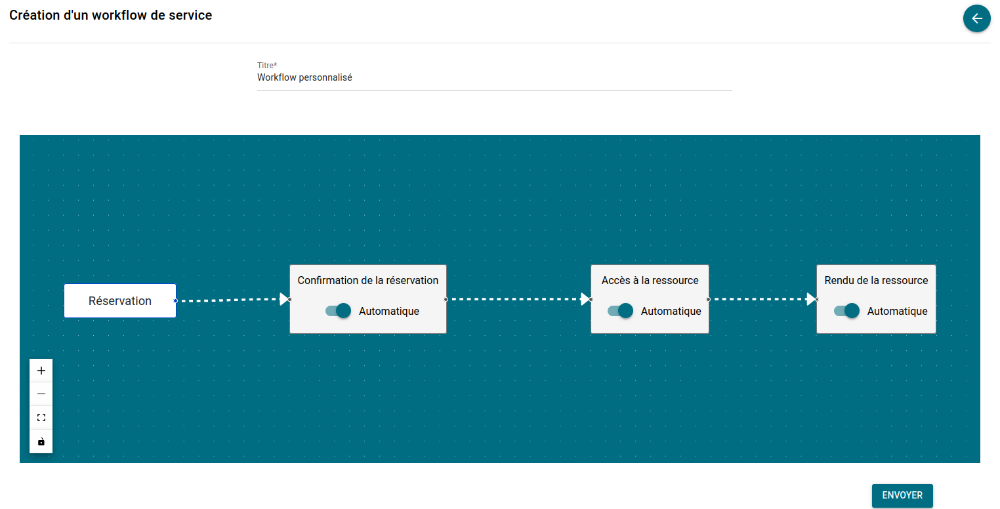 Création d'un workflow de service
Titre*
Workflow personnalisé
Réservation
Confirmation de la réservation
Automatique
Accès à la ressource
Automatique
Rendu de la ressource
Automatique
ENVOYER